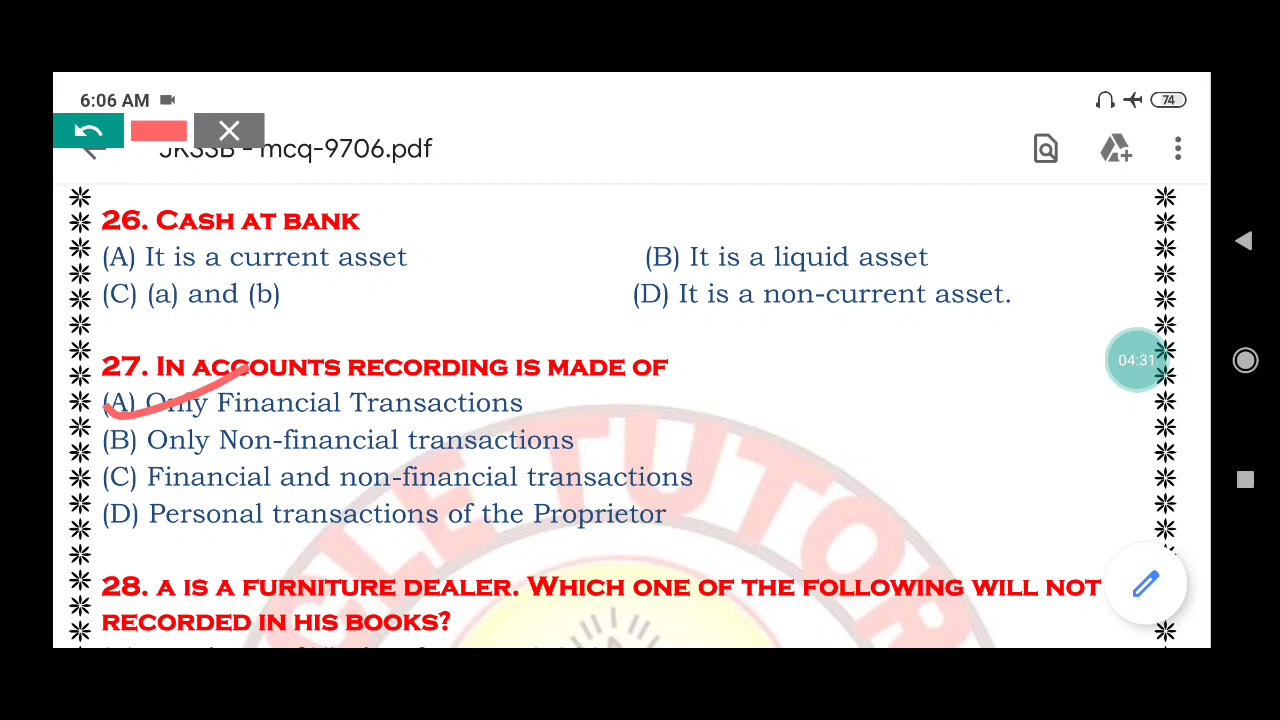 6:06 AM
74
JKSSB - mcq-9706.pdf
26. CASH AT BANK
(A) It is a current asset
(B) It is a liquid asset
(C) (a) and (b)
(D) It is a non-current asset.
27. IN ACCOUNTS RECORDING IS MADE OF
04:31
(A) Only Financial Transactions
(B) Only Non-financial transactions
(C) Financial and non-financial transactions
(D) Personal transactions of the Proprietor
CLE TUTOR
28. A IS A FURNITURE DEALER. WHICH ONE OF THE FOLLOWING WILL NOT
RECORDED IN HIS BOOKS?